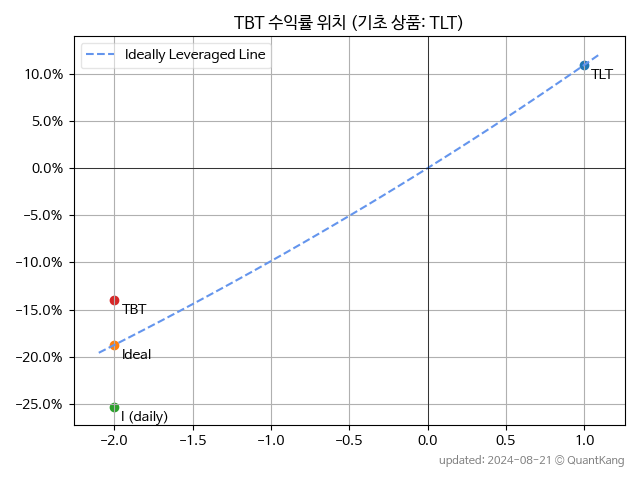 TBT 수익률 위치 (기초 상품: TLT)
Ideally Leveraged Line
10.0%
5.0%
0.0%
−5.0%
−10.0%
−15.0%
−20.0%
−25.0%
TLT
TBT
Ideal
I (daily)
−2.0 −1.5 −1.0 −0.5 0.0 0.5 1.0
updated: 2024-08-21 © QuantKang